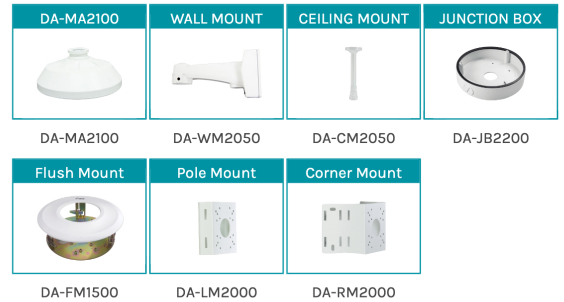 DA-MA2100
WALL MOUNT
CEILING MOUNT
JUNCTION BOX
DA-MA2100
DA-WM2050
DA-CM2050
DA-JB2200
Flush Mount
Pole Mount
Corner Mount
DA-FM1500
DA-LM2000
DA-RM2000